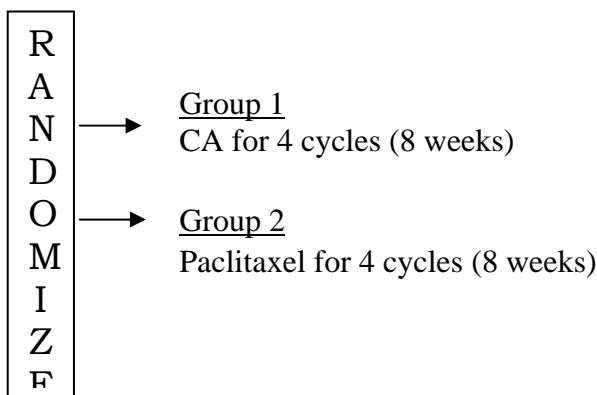 R
A
N
D
O
M
I
Z
E
Group 1
CA for 4 cycles (8 weeks)
Group 2
Paclitaxel for 4 cycles (8 weeks)